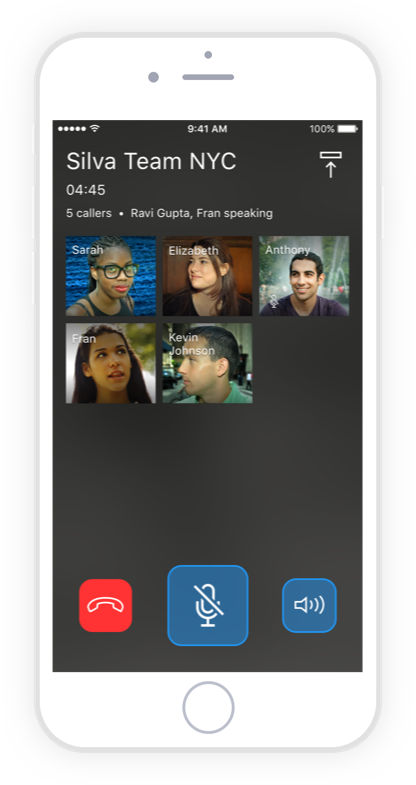 9:41 AM
100%
Silva Team NYC
04:45
5 callers • Ravi Gupta, Fran speaking
Sarah
Elizabeth
Anthony
Fran
Kevin
Johnson